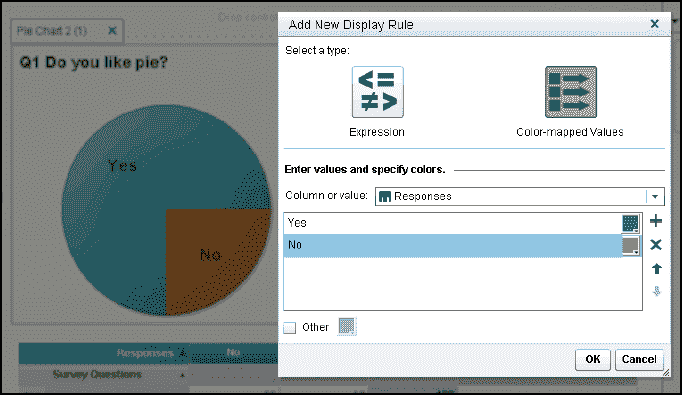 Drop contr
Pie Chart 2 (1)
Q1 Do you like pie?
Yes
No
Responses
No
Survey Questions
Add New Display Rule
Select a type:
Expression
Color-mapped Values
Enter values and specify colors.
Column or value: Responses
Yes
No
Other
OK Cancel